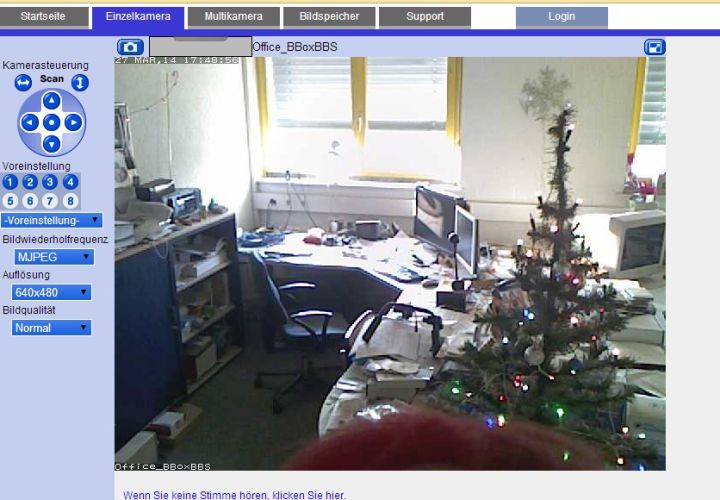 Startseite
Einzelkamera
Multikamera
Bildspeicher
Support
Login
Office_BBoxBBS
27 MAR,14 17:48:56
Kamerasteuerung
Scan
Voreinstellung
1 2 3 4
5 6 7 8
-Voreinstellung-
Bildwiederholfrequenz
MJPEG
Auflösung
640x480
Bildqualität
Normal
Office_BBoxBBS
Wenn Sie keine Stimme hören, klicken Sie hier.